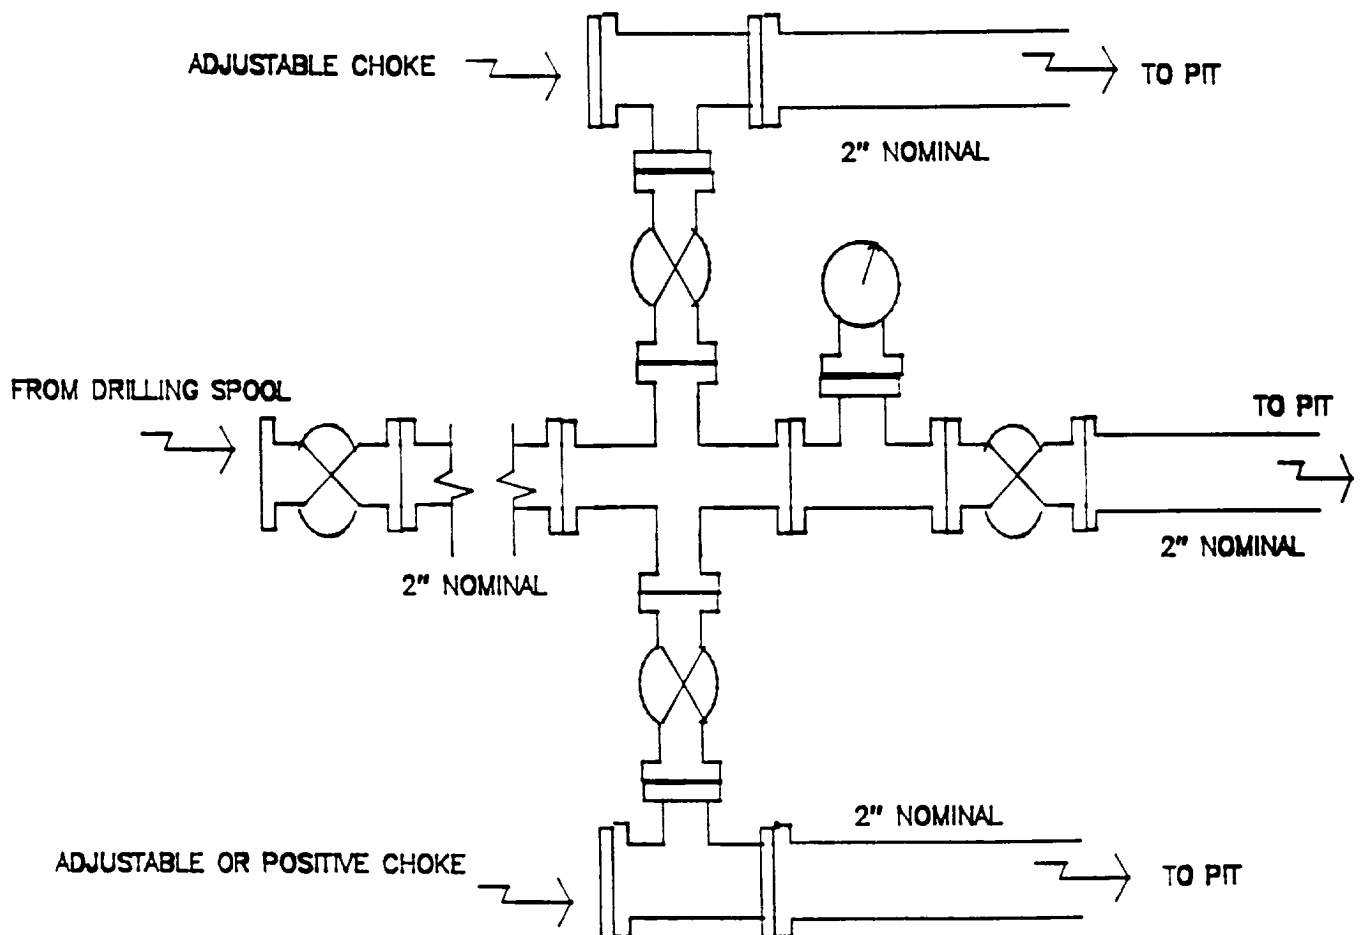 ADJUSTABLE CHOKE
TO PIT
2" NOMINAL
FROM DRILLING SPOOL
TO PIT
2" NOMINAL
2" NOMINAL
2" NOMINAL
ADJUSTABLE OR POSITIVE CHOKE
TO PIT